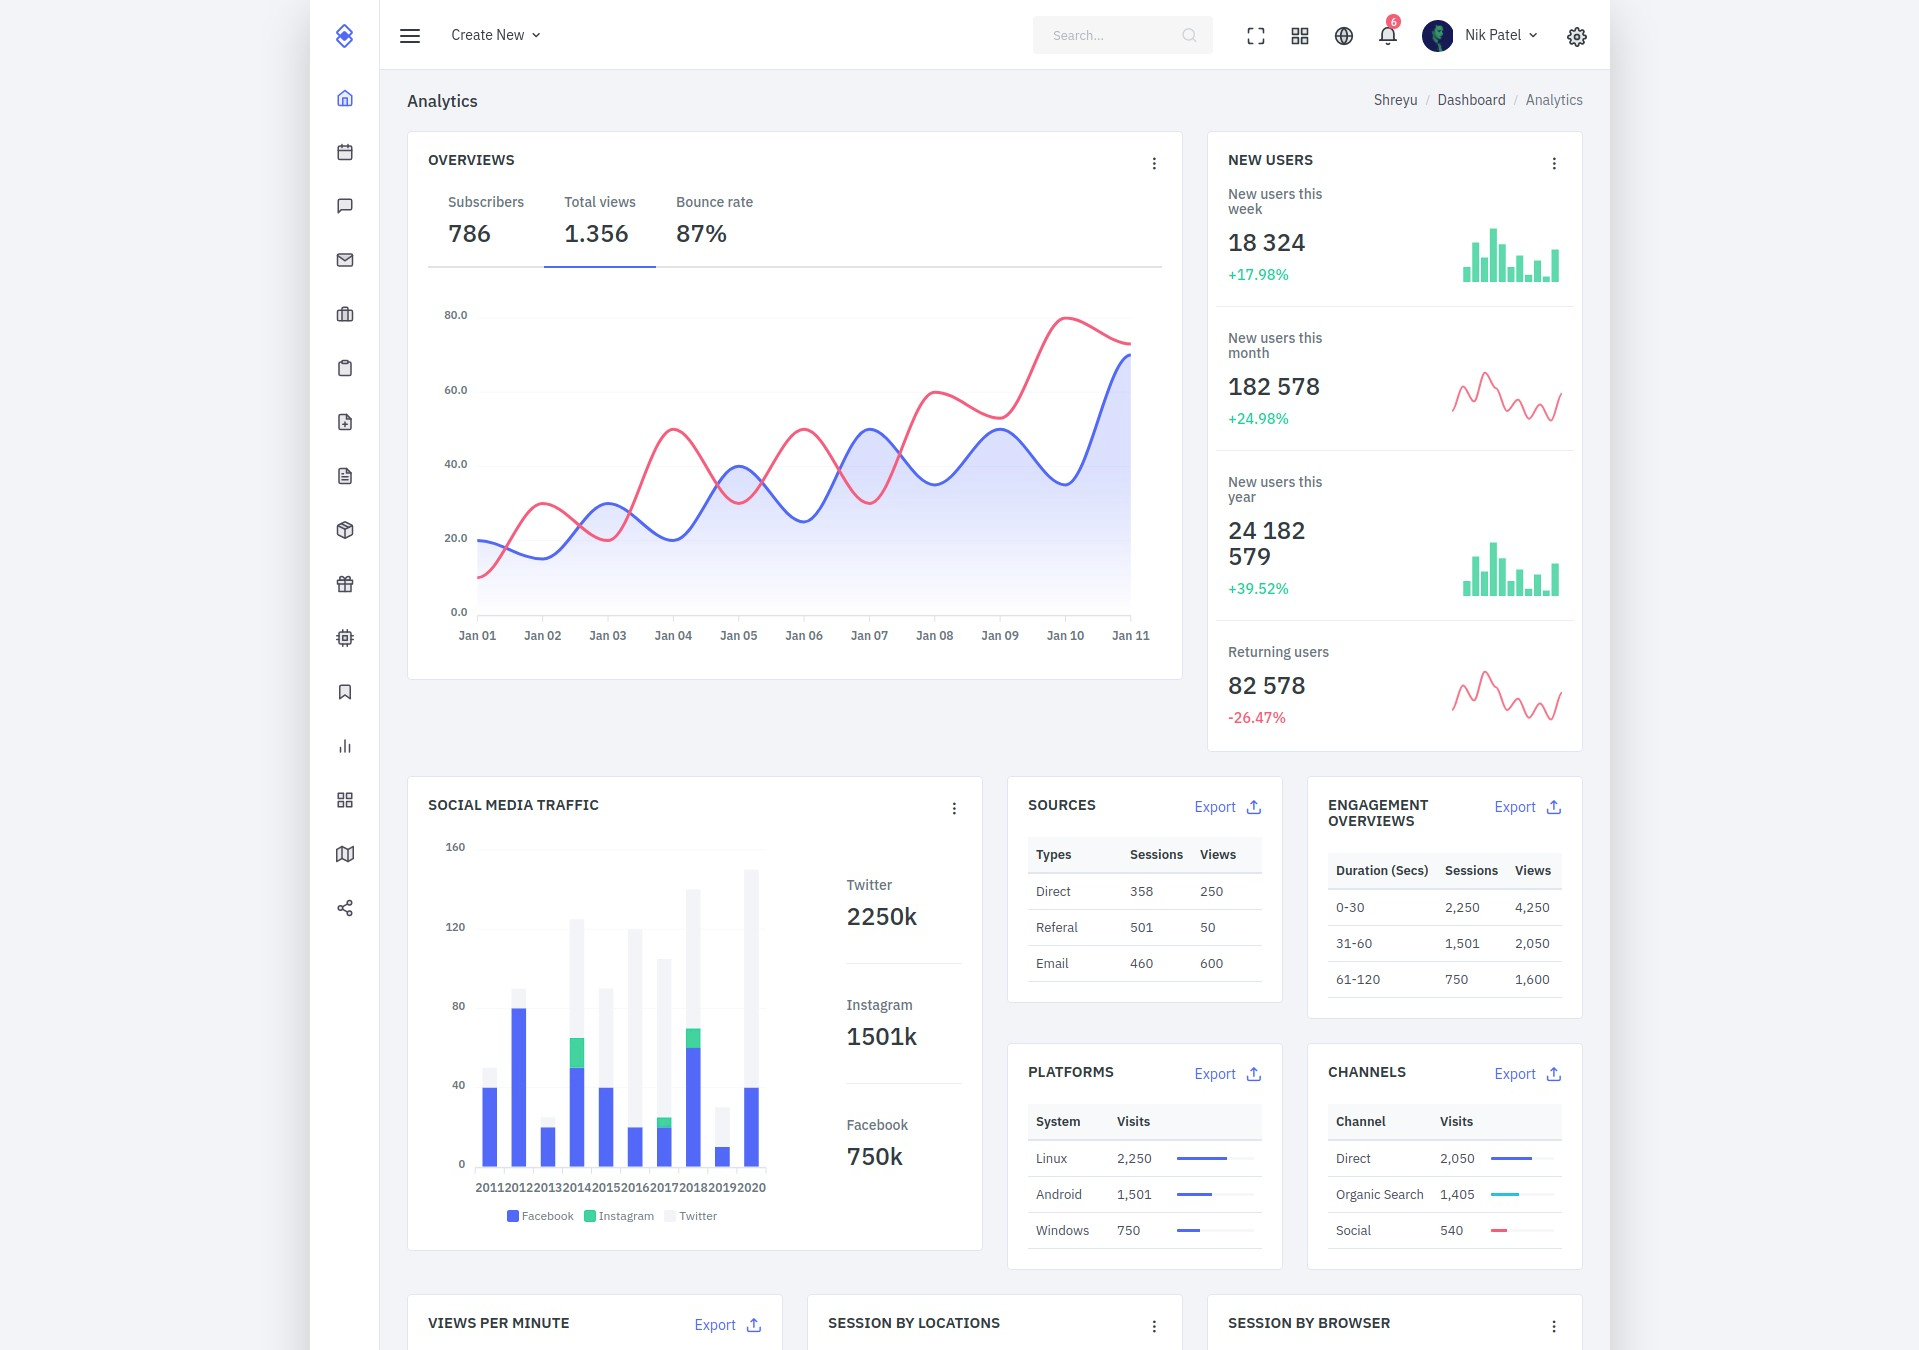 Create New
Search...
6
Nik Patel
Analytics
Shreyu / Dashboard / Analytics
OVERVIEWS
Subscribers
786
Total views
1.356
Bounce rate
87%
80.0
60.0
40.0
20.0
0.0
Jan 01 Jan 02 Jan 03 Jan 04 Jan 05 Jan 06 Jan 07 Jan 08 Jan 09 Jan 10 Jan 11
NEW USERS
New users this
week
18 324
+17.98%
New users this
month
182 578
+24.98%
New users this
year
24 182
579
+39.52%
Returning users
82 578
-26.47%
SOCIAL MEDIA TRAFFIC
160
120
80
40
0
2011 2012 2013 2014 2015 2016 2017 2018 2019 2020
Facebook Instagram Twitter
Twitter
2250k
Instagram
1501k
Facebook
750k
SOURCES
Export
Types Sessions Views
Direct 358 250
Referal 501 50
Email 460 600
ENGAGEMENT
OVERVIEWS
Export
Duration (Secs) Sessions Views
0-30 2,250 4,250
31-60 1,501 2,050
61-120 750 1,600
PLATFORMS
Export
System Visits
Linux 2,250
Android 1,501
Windows 750
CHANNELS
Export
Channel Visits
Direct 2,050
Organic Search 1,405
Social 540
VIEWS PER MINUTE
Export
SESSION BY LOCATIONS
SESSION BY BROWSER